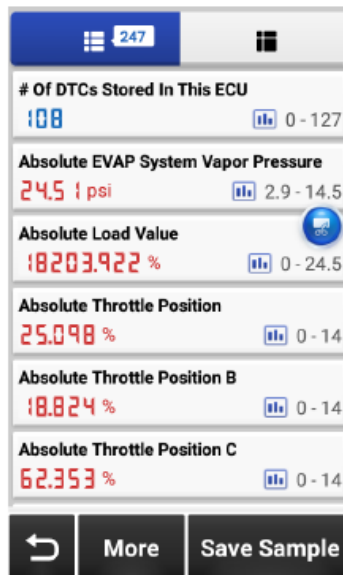 247
# Of DTCs Stored In This ECU
108 0 - 127
Absolute EVAP System Vapor Pressure
24.51 psi 2.9 - 14.5
Absolute Load Value
18203.922 % 0 - 24.5
Absolute Throttle Position
25.098 % 0 - 14
Absolute Throttle Position B
18.824 % 0 - 14
Absolute Throttle Position C
62.353 % 0 - 14
More Save Sample